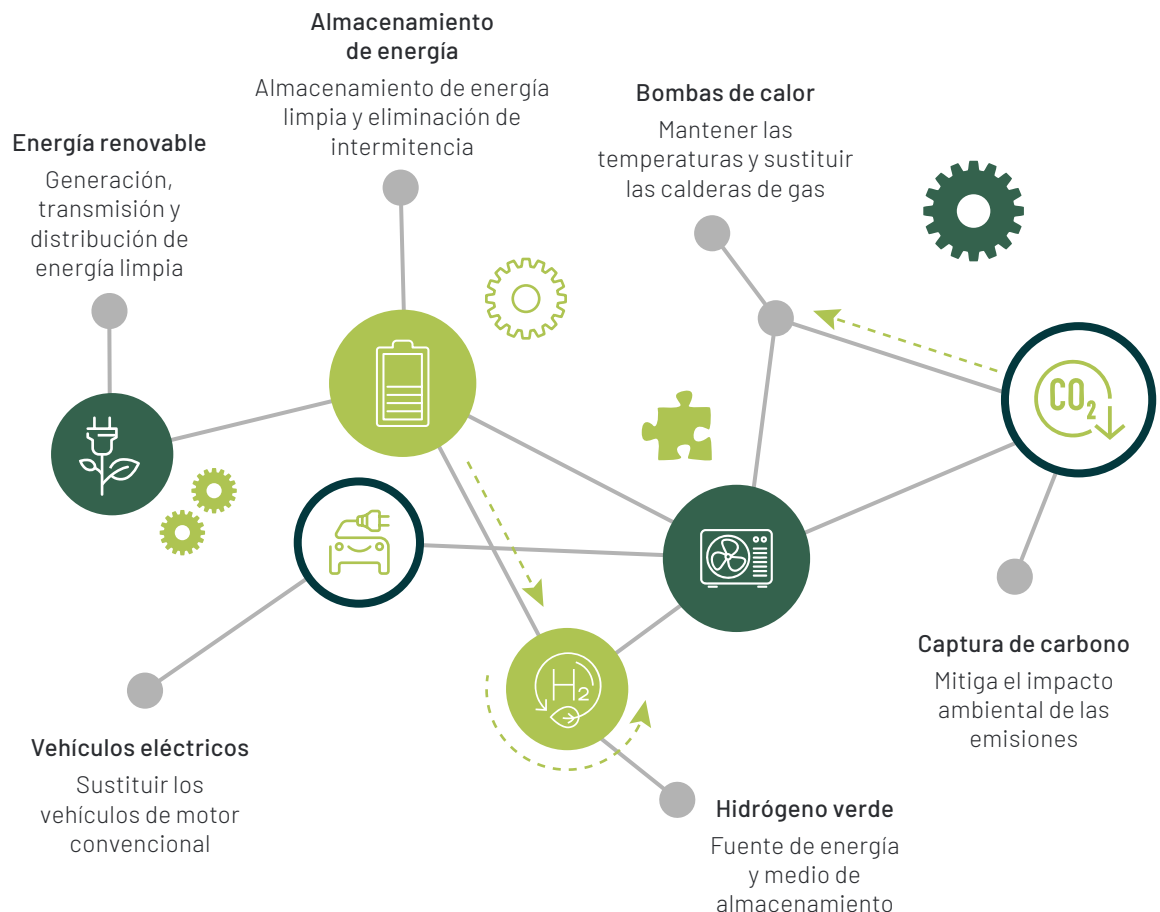 Almacenamiento
de energía
Almacenamiento de energía
limpia y eliminación de
intermitencia
Bombas de calor
Mantener las
temperaturas y sustituir
las calderas de gas
Energía renovable
Generación,
transmisión y
distribución de
energía limpia
CO₂
H₂
Vehículos eléctricos
Sustituir los
vehículos de motor
convencional
Captura de carbono
Mitiga el impacto
ambiental de las
emisiones
Hidrógeno verde
Fuente de energía
y medio de
almacenamiento